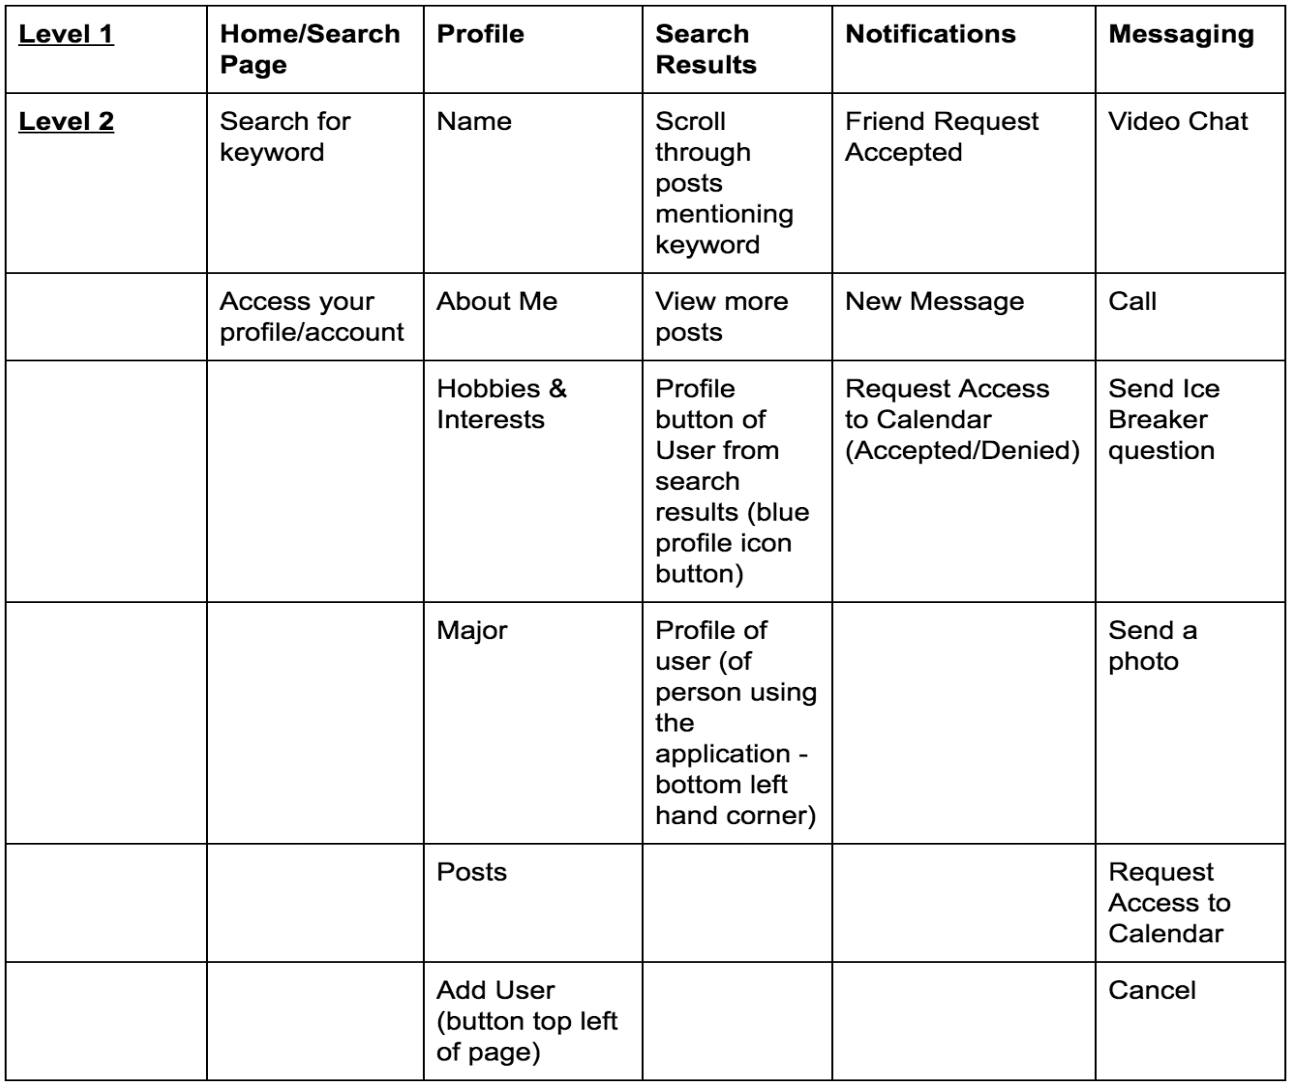 Level 1
Home/Search
Page
Profile
Search
Results
Notifications
Messaging
Level 2
Search for
keyword
Name
Scroll
through
posts
mentioning
keyword
Friend Request
Accepted
Video Chat
Access your
profile/account
About Me
View more
posts
New Message
Call
Hobbies &
Interests
Profile
button of
User from
search
results (blue
profile icon
button)
Request Access
to Calendar
(Accepted/Denied)
Send Ice
Breaker
question
Major
Profile of
user (of
person using
the
application -
bottom left
hand corner)
Send a
photo
Posts
Request
Access to
Calendar
Add User
(button top left
of page)
Cancel